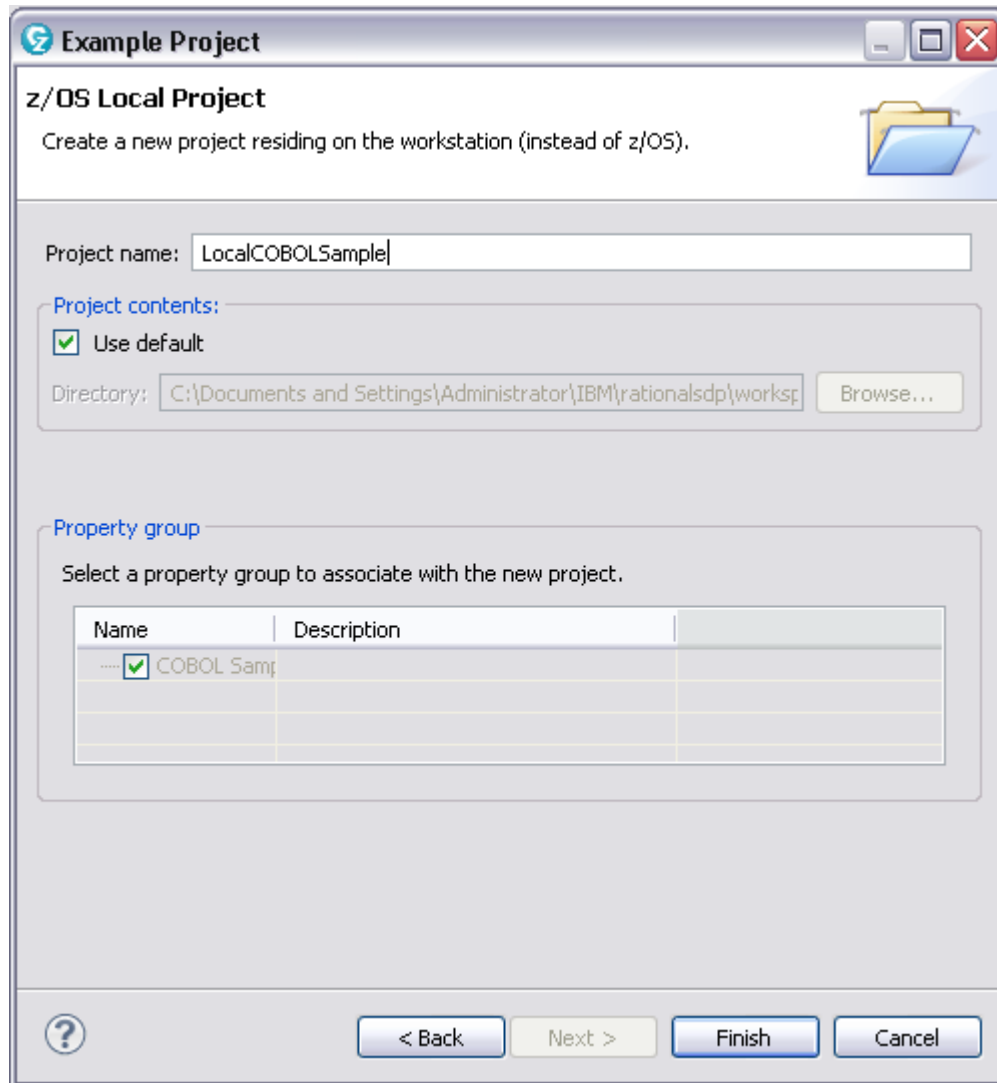 Example Project
z/OS Local Project
Create a new project residing on the workstation (instead of z/OS).
Project name: LocalCOBOLSample
Project contents:
Use default
Directory: C:\Documents and Settings\Administrator\IBM\rationalsdp\worksp Browse...
Property group
Select a property group to associate with the new project.
Name Description
COBOL Samp
? < Back Next > Finish Cancel